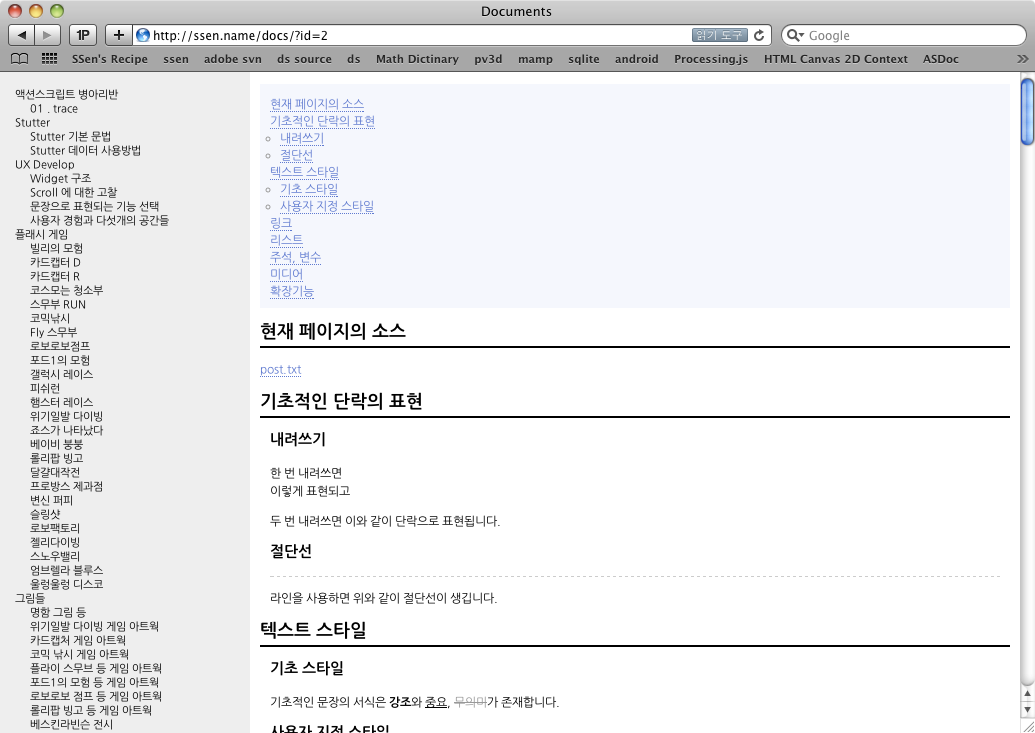 Documents
1P
http://ssen.name/docs/?id=2
읽기 도구
Google
SSen's Recipe ssen adobe svn ds source ds Math Dictinary pv3d mamp sqlite android Processing.js HTML Canvas 2D Context ASDoc
액션스크립트 병아리반
01 . trace
Stutter
Stutter 기본 문법
Stutter 데이터 사용방법
UX Develop
Widget 구조
Scroll 에 대한 고찰
문장으로 표현되는 기능 선택
사용자 경험과 다섯개의 공간들
플래시 게임
빌리의 모험
카드캡터 D
카드캡터 R
코스모는 청소부
스무부 RUN
코믹낚시
Fly 스무부
로보로보점프
포드1의 모험
갤럭시 레이스
피쉬런
햄스터 레이스
위기일발 다이빙
죠스가 나타났다
베이비 붕붕
롤리팝 빙고
달걀대작전
프로방스 제과점
변신 퍼피
슬링샷
로보팩토리
젤리다이빙
스노우밸리
엄브렐라 블루스
울렁울렁 디스코
그림들
명함 그림 등
위기일발 다이빙 게임 아트웍
카드캡처 게임 아트웍
코믹 낚시 게임 아트웍
플라이 스무브 등 게임 아트웍
포드1의 모험 등 게임 아트웍
로보로보 점프 등 게임 아트웍
롤리팝 빙고 등 게임 아트웍
베스킨라빈슨 전시
현재 페이지의 소스
기초적인 단락의 표현
내려쓰기
절단선
텍스트 스타일
기초 스타일
사용자 지정 스타일
링크
리스트
주석, 변수
미디어
확장기능
현재 페이지의 소스
post.txt
기초적인 단락의 표현
내려쓰기
한 번 내려쓰면
이렇게 표현되고
두 번 내려쓰면 이와 같이 단락으로 표현됩니다.
절단선
라인을 사용하면 위와 같이 절단선이 생깁니다.
텍스트 스타일
기초 스타일
기초적인 문장의 서식은 강조와 중요, 무의미가 존재합니다.
사용자 지정 스타일